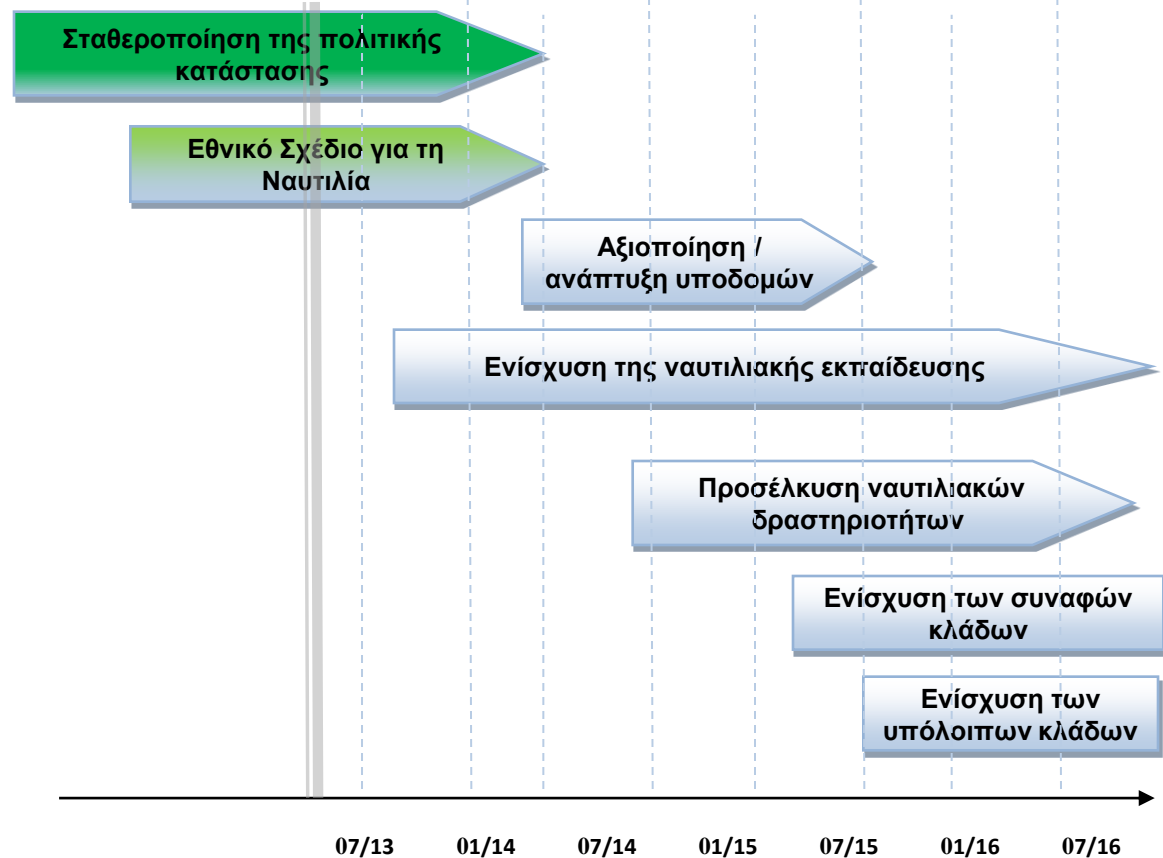 Σταθεροποίηση της πολιτικής
κατάστασης
Εθνικό Σχέδιο για τη
Ναυτιλία
Αξιοποίηση /
ανάπτυξη υποδομών
Ενίσχυση της ναυτιλιακής εκπαίδευσης
Προσέλκυση ναυτιλιακών
δραστηριοτήτων
Ενίσχυση των συναφών
κλάδων
Ενίσχυση των
υπόλοιπων κλάδων
07/13 01/14 07/14 01/15 07/15 01/16 07/16